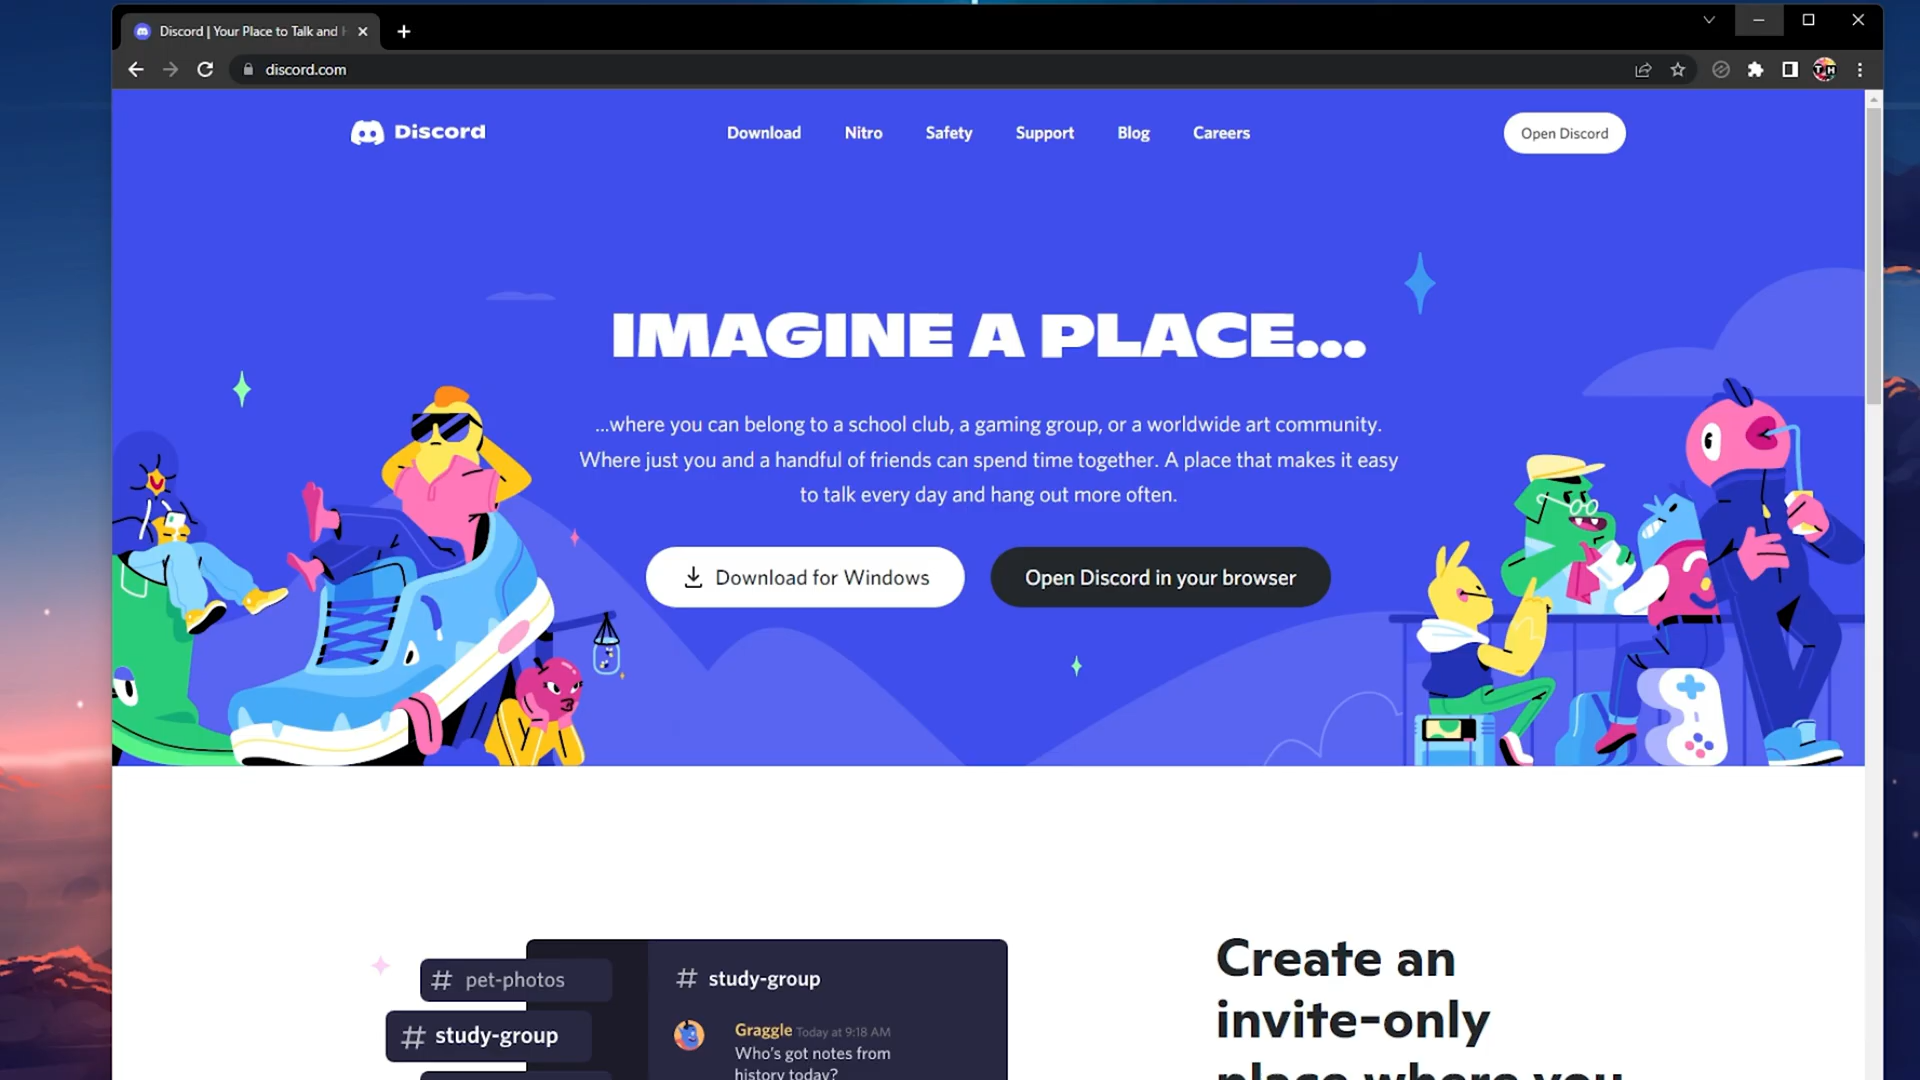 Discord | Your Place to Talk and
discord.com
Discord
Download
Nitro
Safety
Support
Blog
Careers
Open Discord
IMAGINE A PLACE...
...where you can belong to a school club, a gaming group, or a worldwide art community.
Where just you and a handful of friends can spend time together. A place that makes it easy
to talk every day and hang out more often.
Download for Windows
Open Discord in your browser
# pet-photos
# study-group
# study-group
Graggle Today at 9:18 AM
Who's got notes from
history today?
Create an
invite-only
place where you